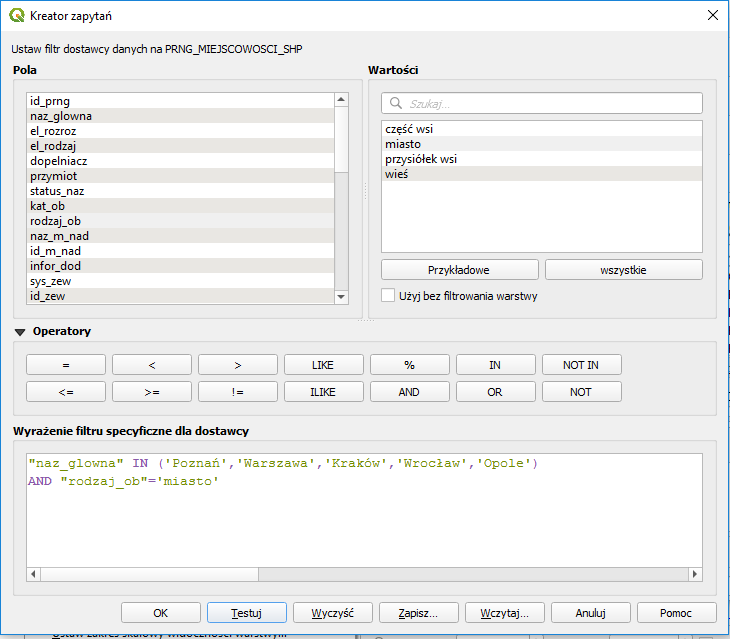 Kreator zapytań
Ustaw filtr dostawcy danych na PRNG_MIEJSCOWOSCI_SHP
Pola
id_prng
naz_glowna
el_rozroz
el_rodzaj
dopelniacz
przymiot
status_naz
kat_ob
rodzaj_ob
naz_m_nad
id_m_nad
infor_dod
sys_zew
id_zew
Wartości
Szukaj...
część wsi
miasto
przysiółek wsi
wieś
Przykładowe wszystkie
Użyj bez filtrowania warstwy
Operatory
= < > LIKE % IN NOT IN
<= >= != ILIKE AND OR NOT
Wyrażenie filtru specyficzne dla dostawcy
"naz_glowna" IN ('Poznań','Warszawa','Kraków','Wrocław','Opole')
AND "rodzaj_ob"='miasto'
OK Testuj Wyczyść Zapisz... Wczytaj... Anuluj Pomoc